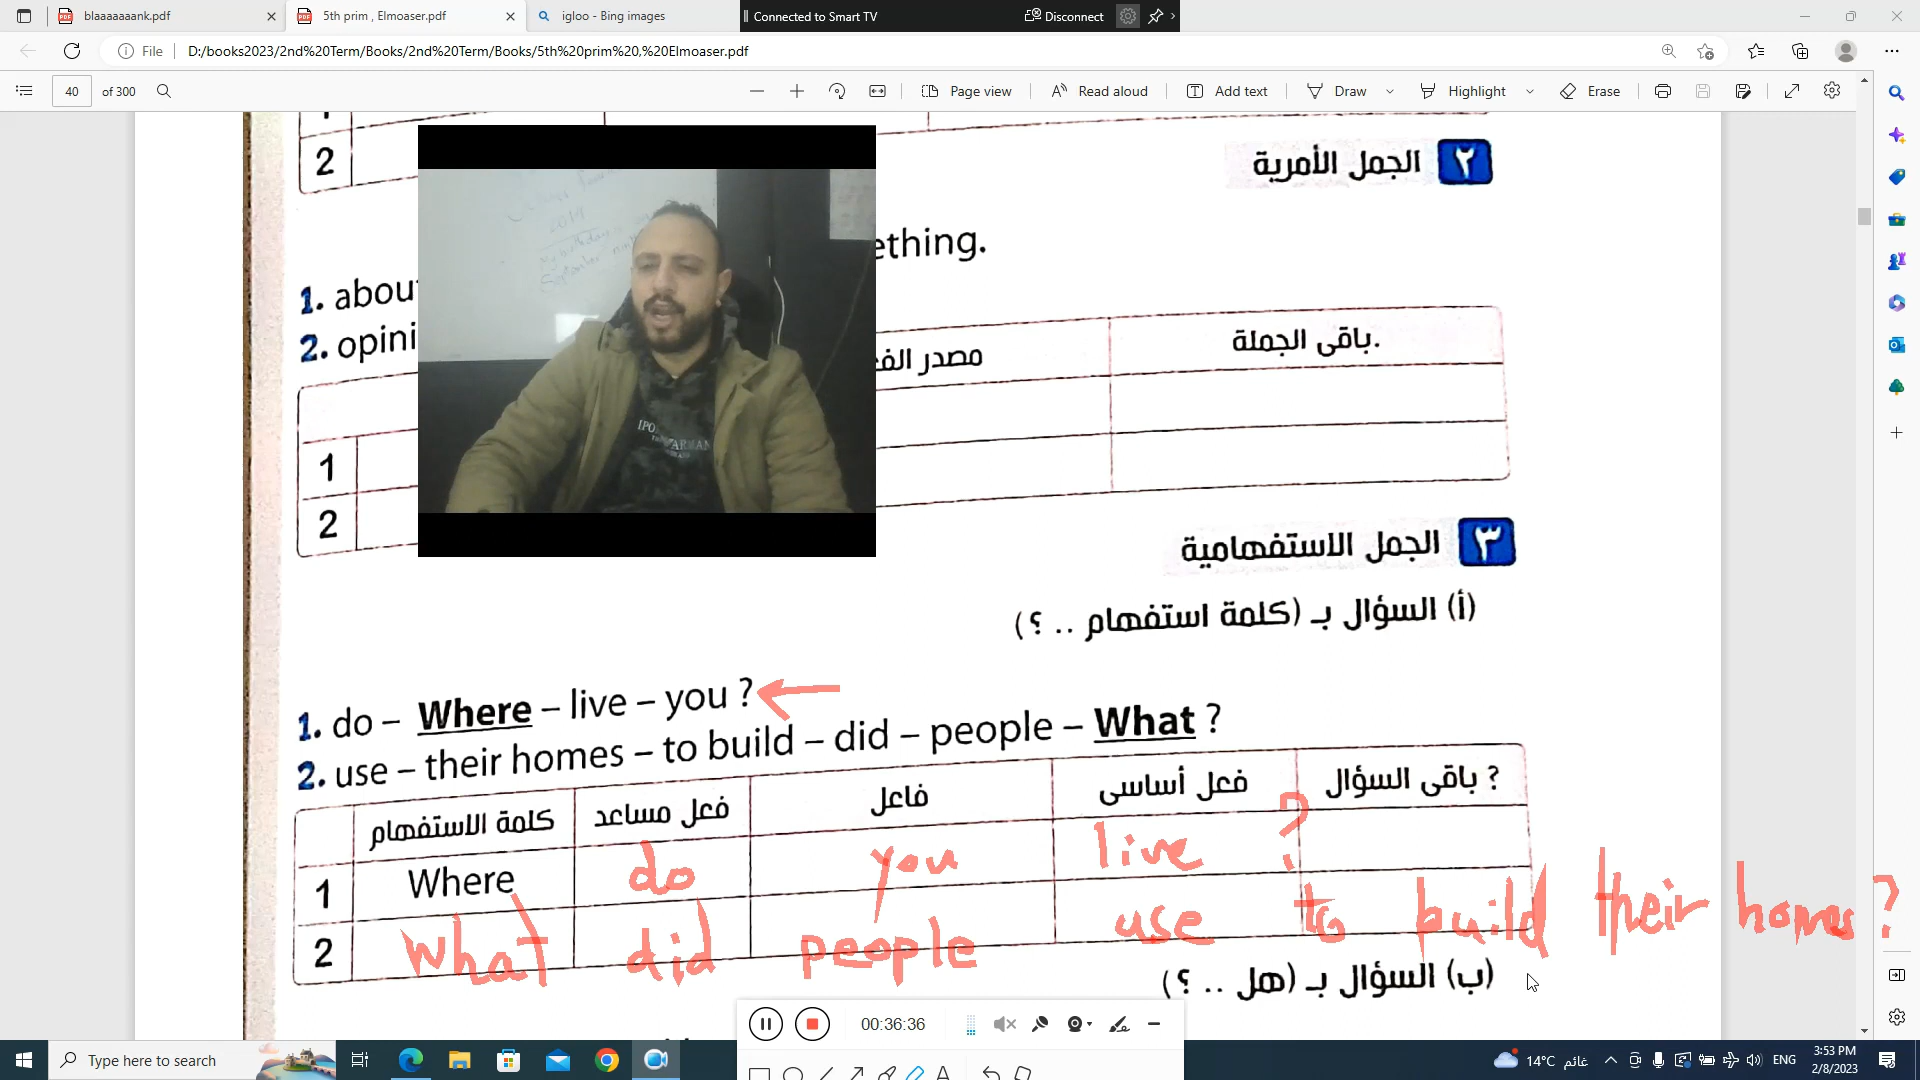 blaaaaaaank.pdf
5th prim , Elmoaser.pdf
igloo - Bing images
Connected to Smart TV
Disconnect
File
D:/books2023/2nd%20Term/Books/2nd%20Term/Books/5th%20prim%20,%20Elmoaser.pdf
40 of 300
Page view
Read aloud
Add text
Draw
Highlight
Erase
2
٢ الجمل الأمرية
ething.
1. abou
2. opini
مصدر الف
باقى الجملة.
1
2
٣ الجمل الاستفهامية
(أ) السؤال بـ (كلمة استفهام .. ؟)
1. do – Where – live – you ?
2. use – their homes – to build – did – people – What ?
كلمة الاستفهام
فعل مساعد
فاعل
فعل أساسى
باقى السؤال ?
1 Where do you live ?
2 what did people use to build their homes ?
(ب) السؤال بـ (هل .. ؟)
00:36:36
Type here to search
14°C غائم
ENG
3:53 PM
2/8/2023